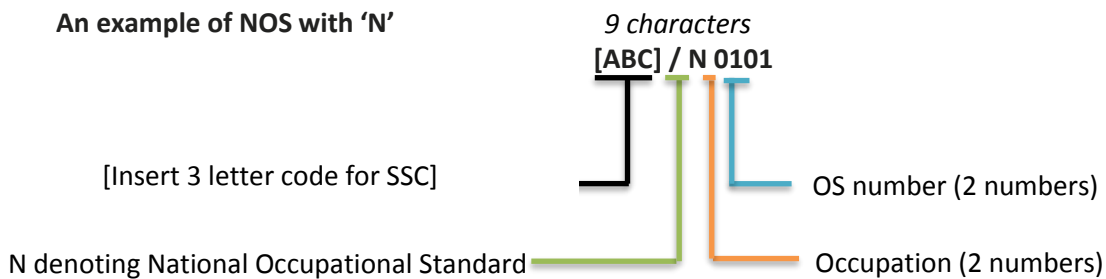 An example of NOS with ‘N’
9 characters
[ABC] / N 0101
[Insert 3 letter code for SSC]
OS number (2 numbers)
N denoting National Occupational Standard
Occupation (2 numbers)